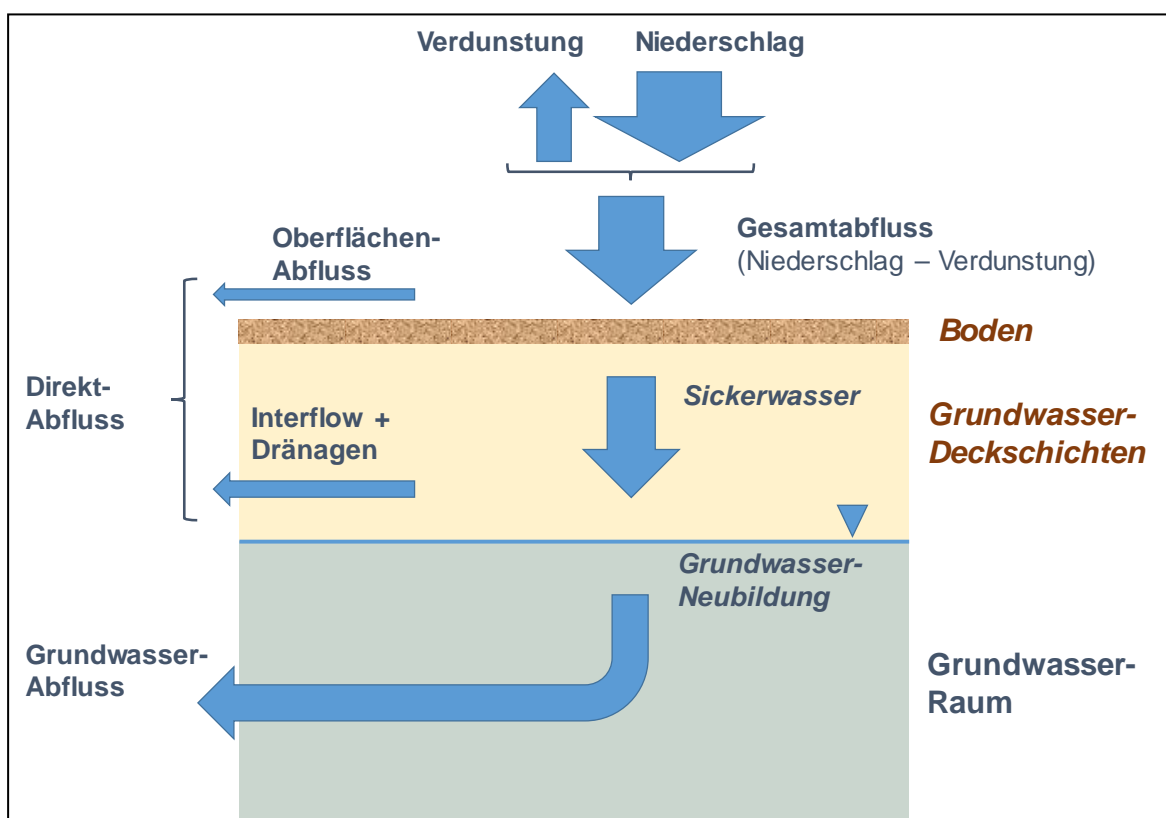 Verdunstung
Niederschlag
Gesamtabfluss
(Niederschlag – Verdunstung)
Oberflächen-
Abfluss
Boden
Direkt-
Abfluss
Sickerwasser
Interflow +
Dränagen
Grundwasser-
Deckschichten
Grundwasser-
Neubildung
Grundwasser-
Abfluss
Grundwasser-
Raum